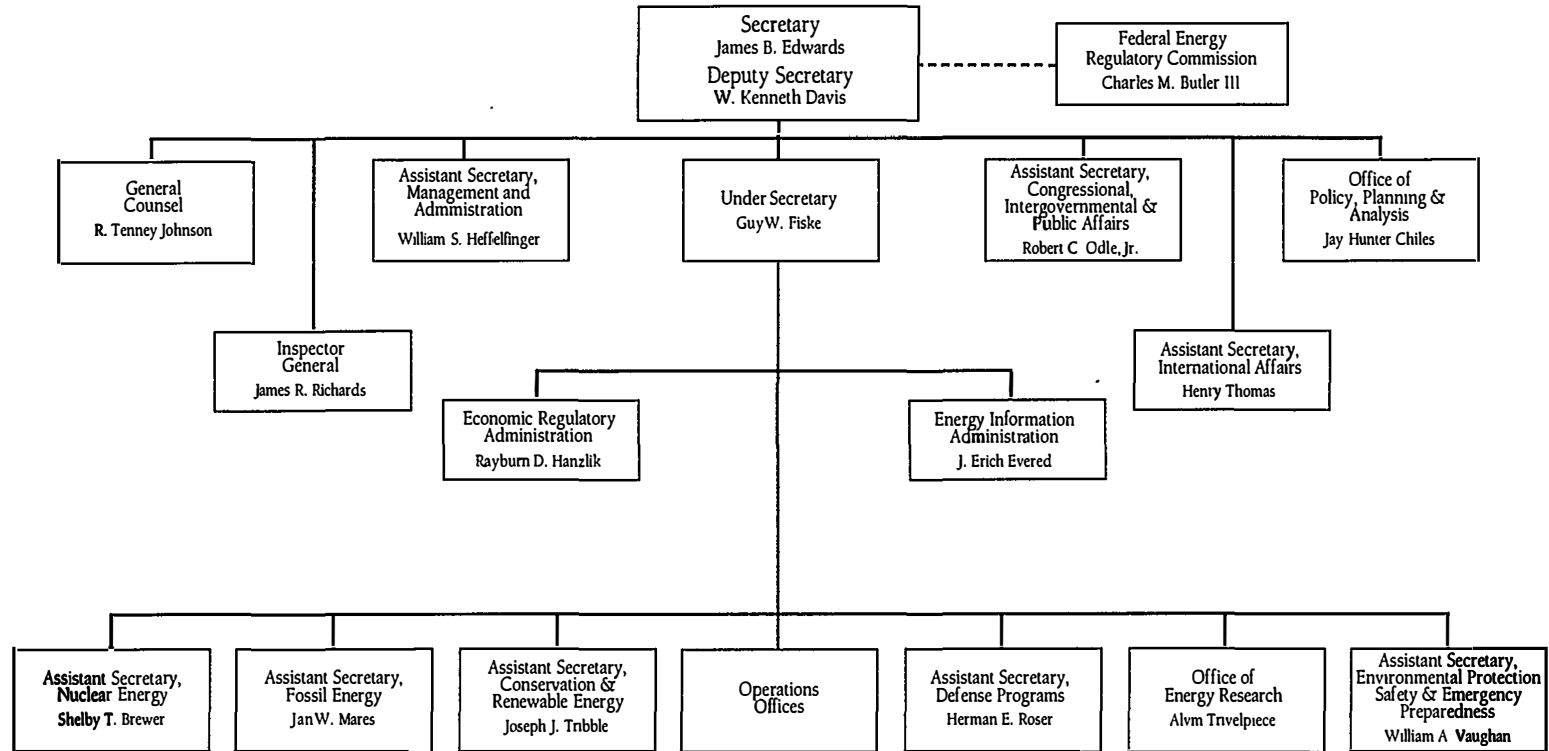 Secretary
James B. Edwards
Deputy Secretary
W. Kenneth Davis
Federal Energy
Regulatory Commission
Charles M. Butler III
General
Counsel
R. Tenney Johnson
Assistant Secretary,
Management and
Administration
William S. Heffelfinger
Under Secretary
Guy W. Fiske
Assistant Secretary,
Congressional,
Intergovernmental &
Public Affairs
Robert C Odle, Jr.
Office of
Policy, Planning &
Analysis
Jay Hunter Chiles
Inspector
General
James R. Richards
Assistant Secretary,
International Affairs
Henry Thomas
Economic Regulatory
Administration
Rayburn D. Hanzlik
Energy Information
Administration
J. Erich Evered
Assistant Secretary,
Nuclear Energy
Shelby T. Brewer
Assistant Secretary,
Fossil Energy
Jan W. Mares
Assistant Secretary,
Conservation &
Renewable Energy
Joseph J. Tribble
Operations
Offices
Assistant Secretary,
Defense Programs
Herman E. Roser
Office of
Energy Research
Alvin Trivelpiece
Assistant Secretary,
Environmental Protection
Safety & Emergency
Preparedness
William A Vaughan